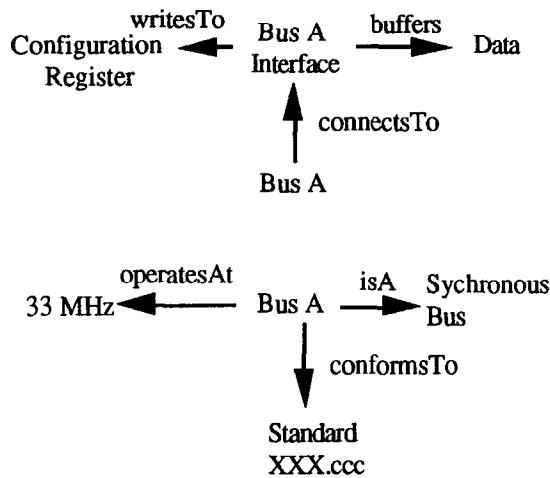 writesTo
Bus A
buffers
Configuration
Register
Interface
Data
connectsTo
Bus A
operatesAt
isA
33 MHz
Bus A
Sychronous
Bus
conformsTo
Standard
XXX.ccc